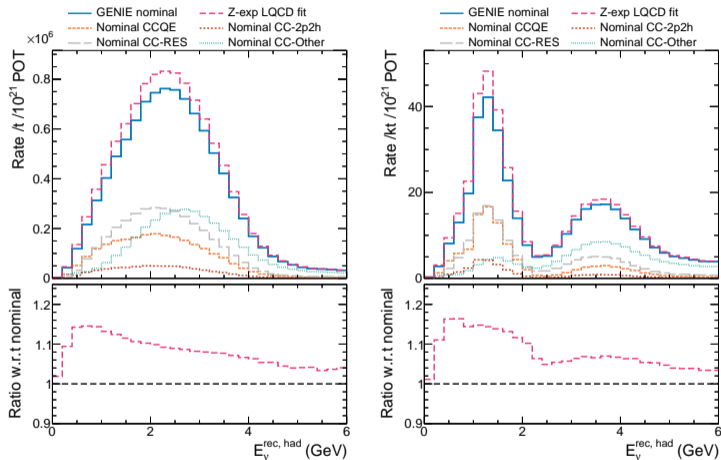 GENIE nominal Z-exp LQCD fit
Nominal CCQE Nominal CC-2p2h
Nominal CC-RES Nominal CC-Other
×10⁶
Rate /t /10²¹ POT
0.8
0.6
0.4
0.2
0
Ratio w.r.t nominal
1.2
1.1
1
0.9
0 2 4 6
E_ν^rec, had (GeV)
GENIE nominal Z-exp LQCD fit
Nominal CCQE Nominal CC-2p2h
Nominal CC-RES Nominal CC-Other
Rate /kt /10²¹ POT
40
20
0
Ratio w.r.t nominal
1.2
1.1
1
0.9
0 2 4 6
E_ν^rec, had (GeV)